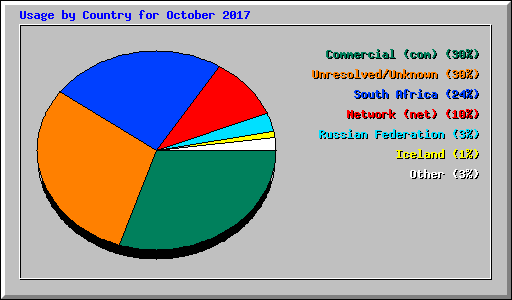 Usage by Country for October 2017
Commercial (com) (30%)
Unresolved/Unknown (30%)
South Africa (24%)
Network (net) (10%)
Russian Federation (3%)
Iceland (1%)
Other (3%)